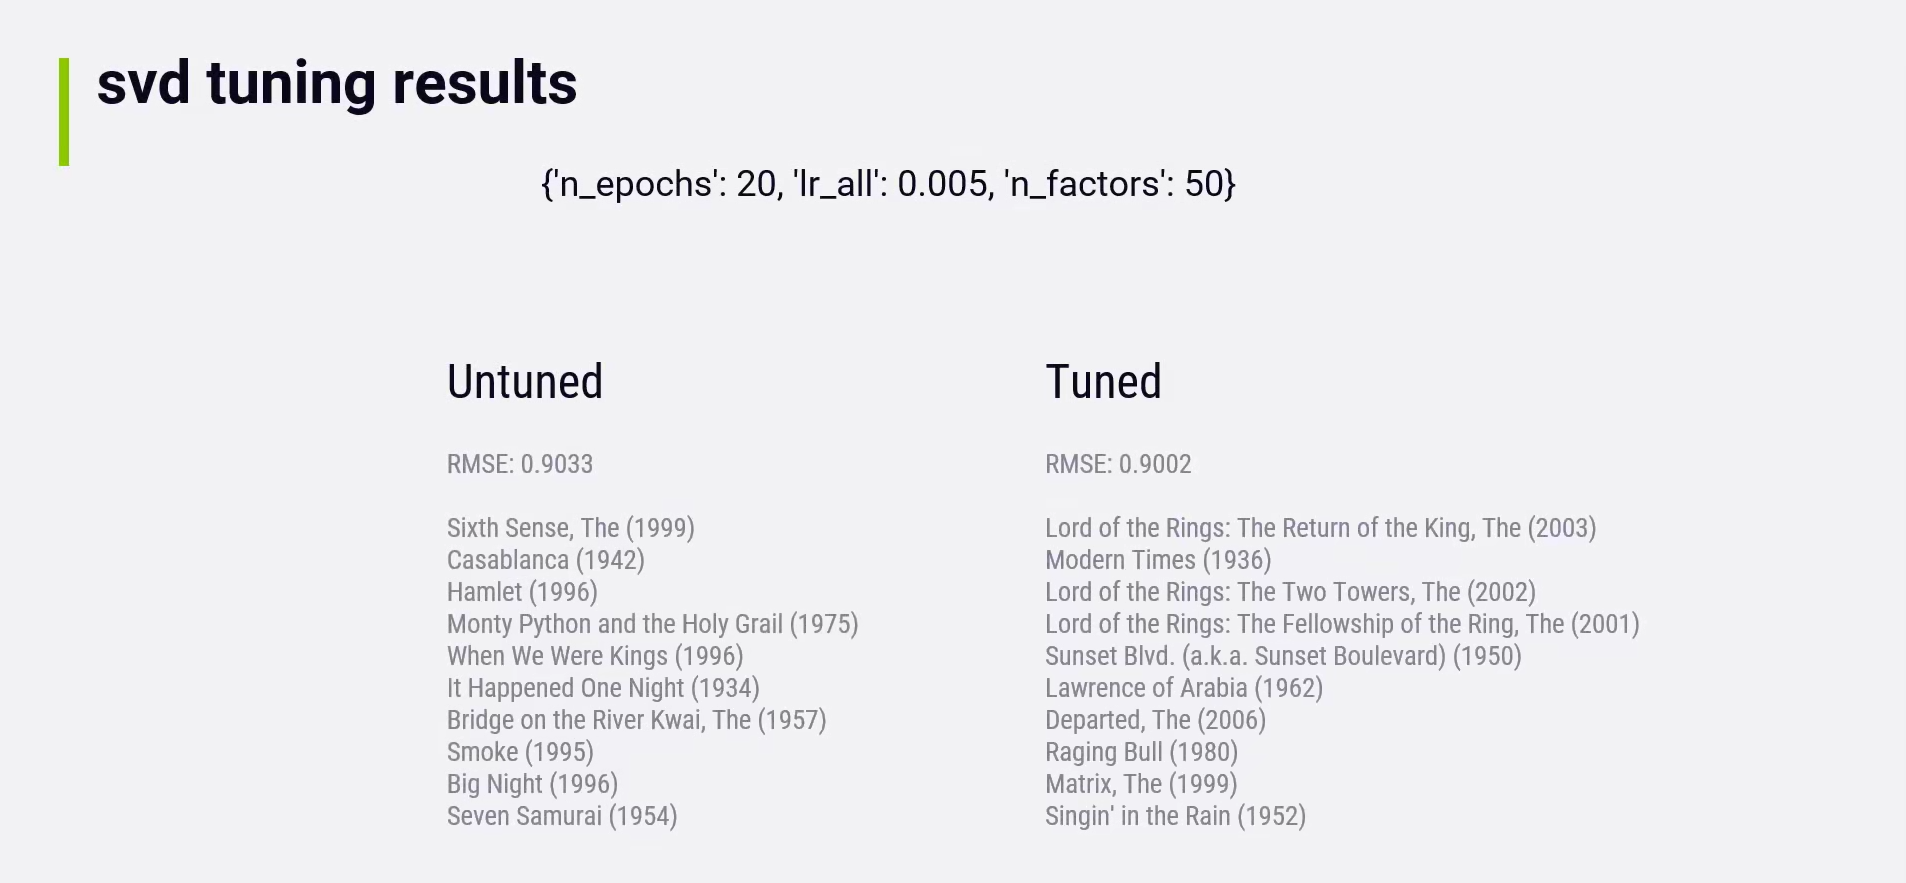 svd tuning results
{'n_epochs': 20, 'lr_all': 0.005, 'n_factors': 50}
Untuned
RMSE: 0.9033
Sixth Sense, The (1999)
Casablanca (1942)
Hamlet (1996)
Monty Python and the Holy Grail (1975)
When We Were Kings (1996)
It Happened One Night (1934)
Bridge on the River Kwai, The (1957)
Smoke (1995)
Big Night (1996)
Seven Samurai (1954)
Tuned
RMSE: 0.9002
Lord of the Rings: The Return of the King, The (2003)
Modern Times (1936)
Lord of the Rings: The Two Towers, The (2002)
Lord of the Rings: The Fellowship of the Ring, The (2001)
Sunset Blvd. (a.k.a. Sunset Boulevard) (1950)
Lawrence of Arabia (1962)
Departed, The (2006)
Raging Bull (1980)
Matrix, The (1999)
Singin' in the Rain (1952)